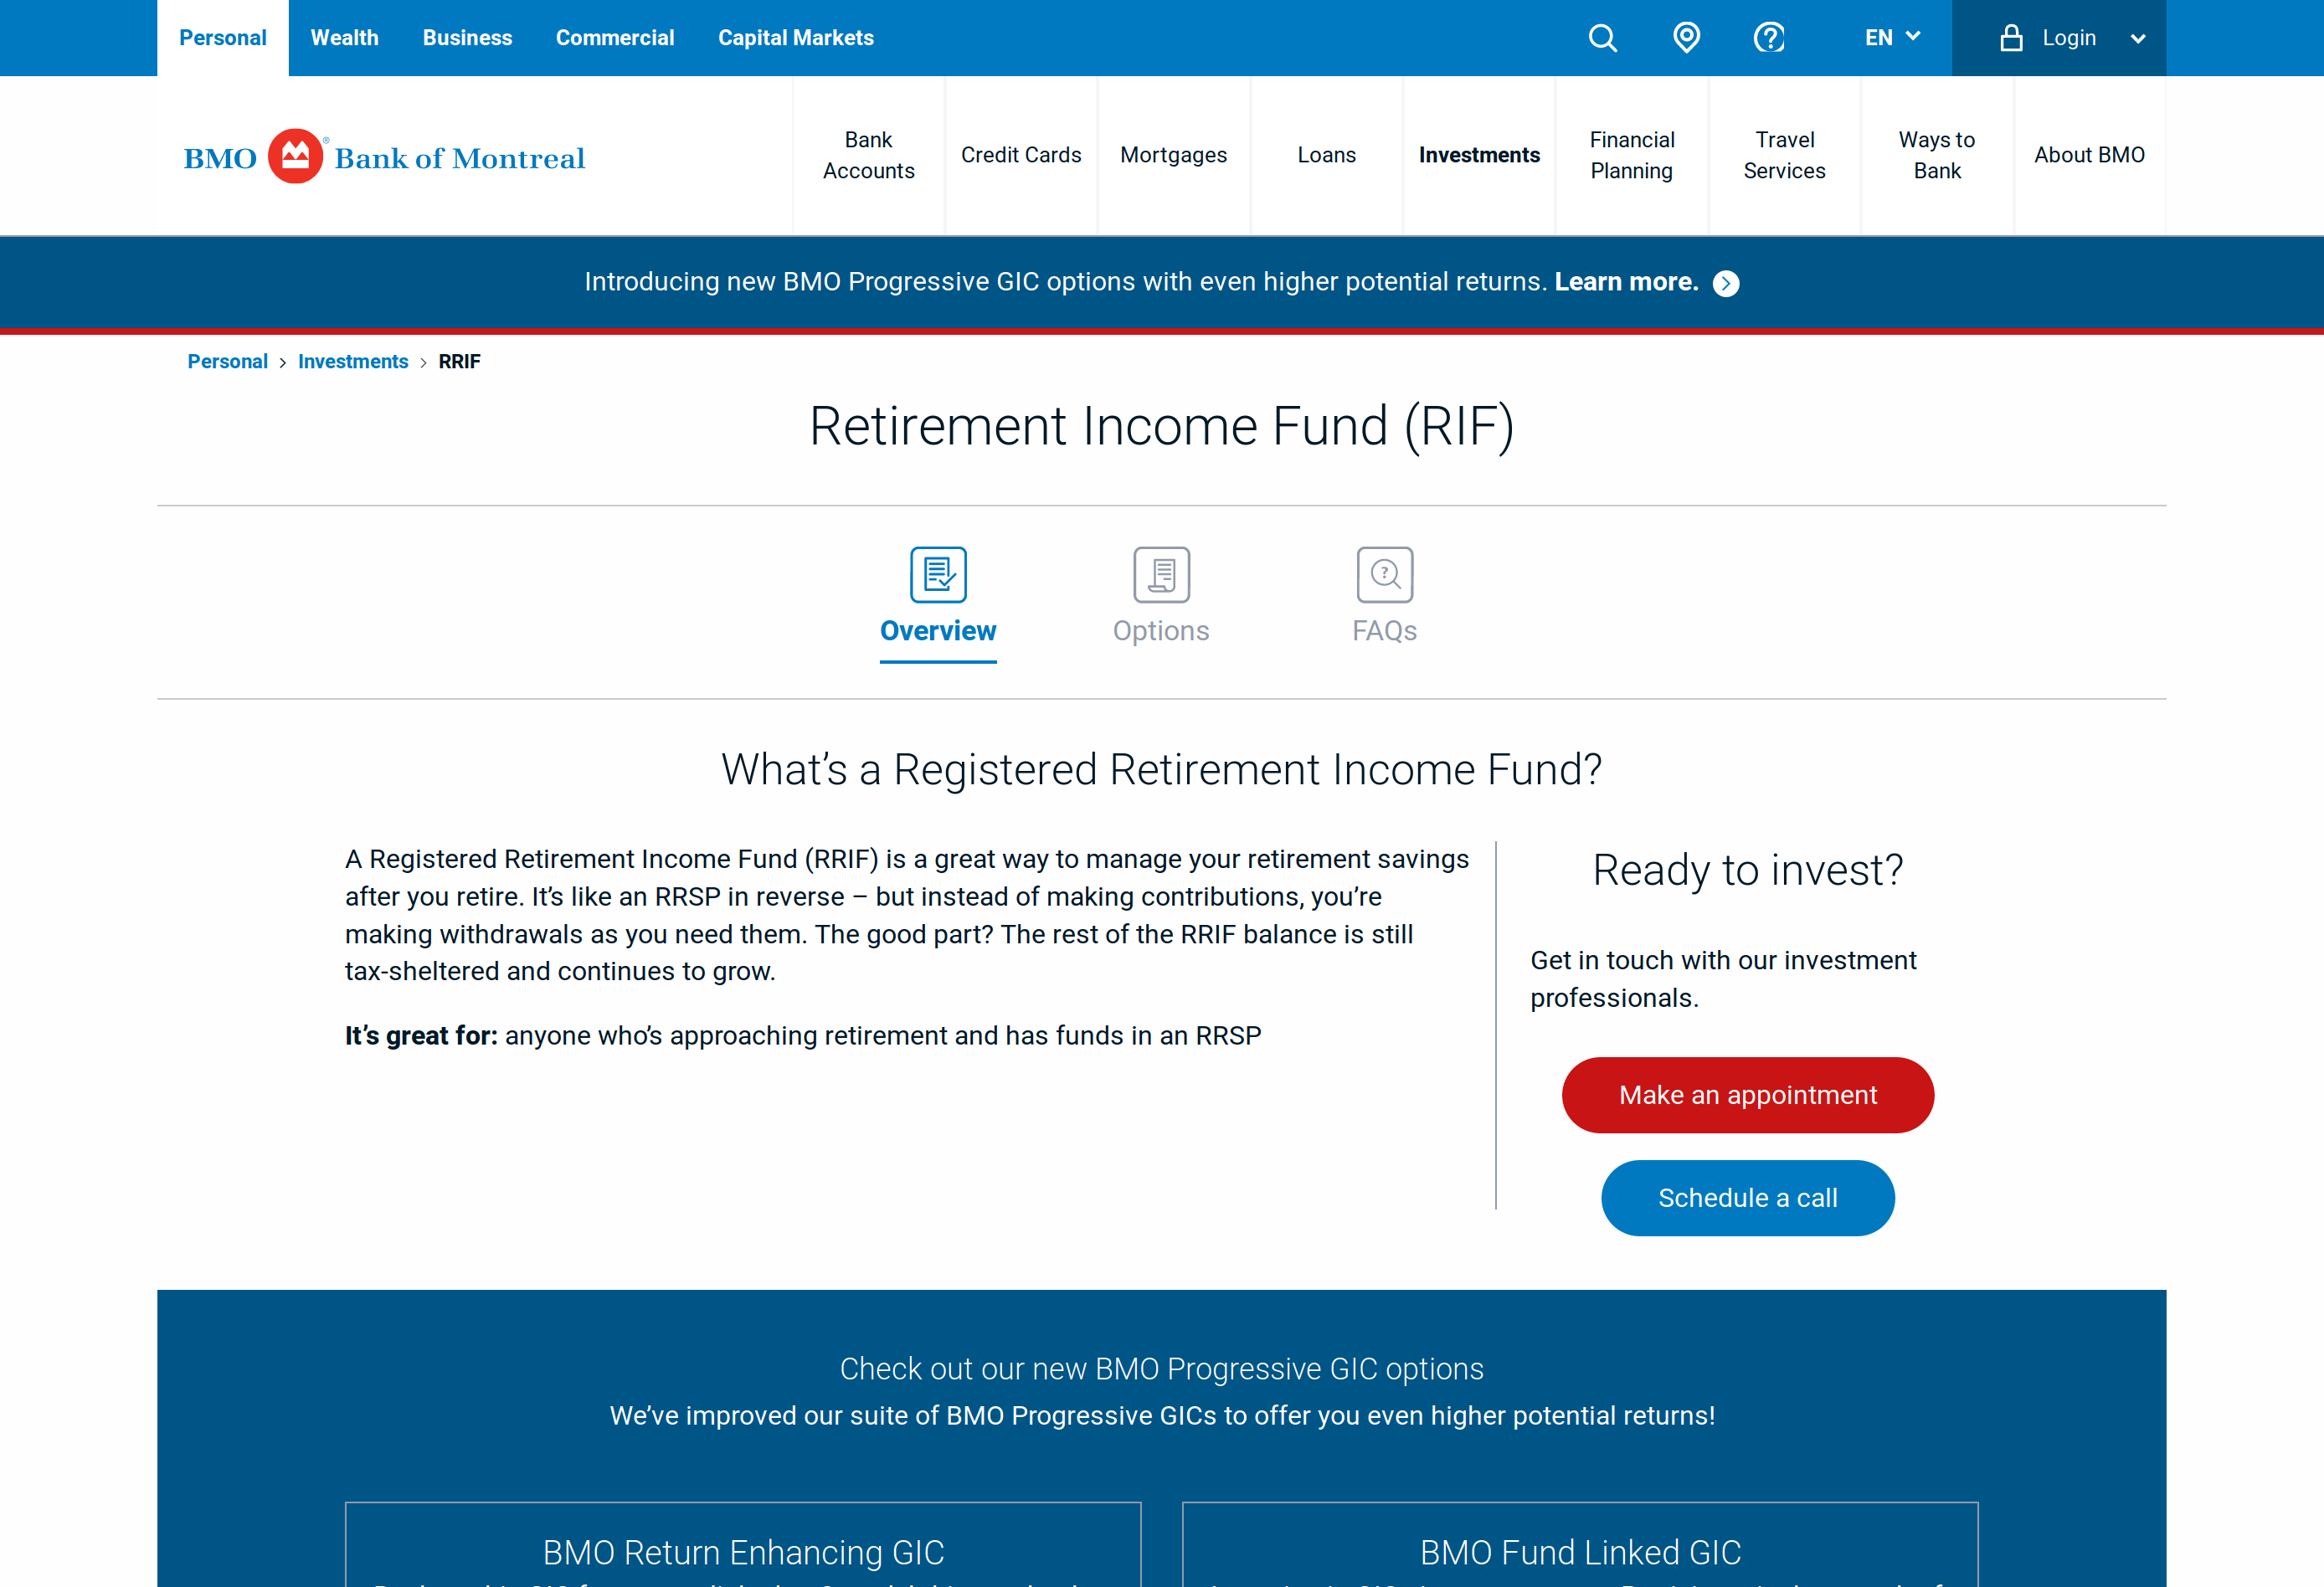 Personal
Wealth
Business
Commercial
Capital Markets
EN
Login
BMO
Bank of Montreal
®
Bank
Accounts
Credit Cards
Mortgages
Loans
Investments
Financial
Planning
Travel
Services
Ways to
Bank
About BMO
Introducing new BMO Progressive GIC options with even higher potential returns. Learn more.
Personal › Investments › RRIF
Retirement Income Fund (RIF)
Overview
Options
FAQs
What’s a Registered Retirement Income Fund?
A Registered Retirement Income Fund (RRIF) is a great way to manage your retirement savings
after you retire. It’s like an RRSP in reverse – but instead of making contributions, you’re
making withdrawals as you need them. The good part? The rest of the RRIF balance is still
tax-sheltered and continues to grow.
It’s great for: anyone who’s approaching retirement and has funds in an RRSP
Ready to invest?
Get in touch with our investment
professionals.
Make an appointment
Schedule a call
Check out our new BMO Progressive GIC options
We’ve improved our suite of BMO Progressive GICs to offer you even higher potential returns!
BMO Return Enhancing GIC
BMO Fund Linked GIC